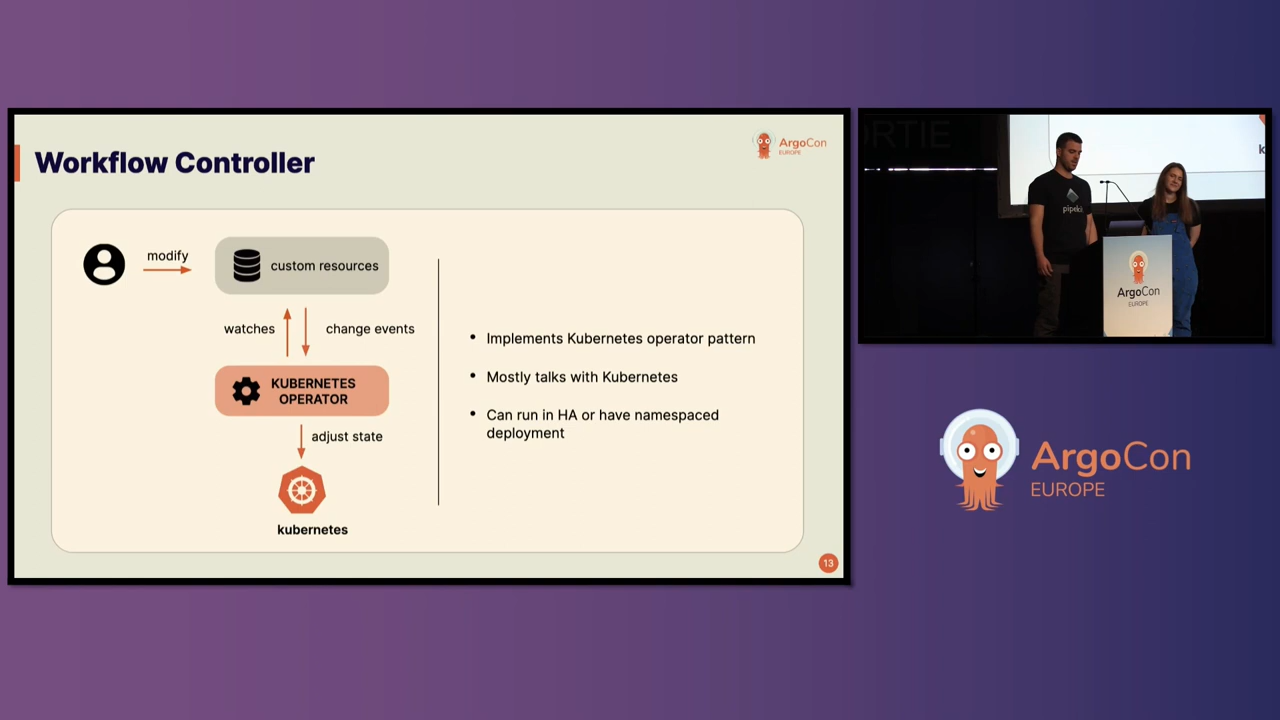 Workflow Controller
ArgoCon
EUROPE
modify
custom resources
watches
change events
KUBERNETES
OPERATOR
adjust state
kubernetes
• Implements Kubernetes operator pattern
• Mostly talks with Kubernetes
• Can run in HA or have namespaced
deployment
13
ORTIE
k
ArgoCon
EUROPE
ArgoCon
EUROPE